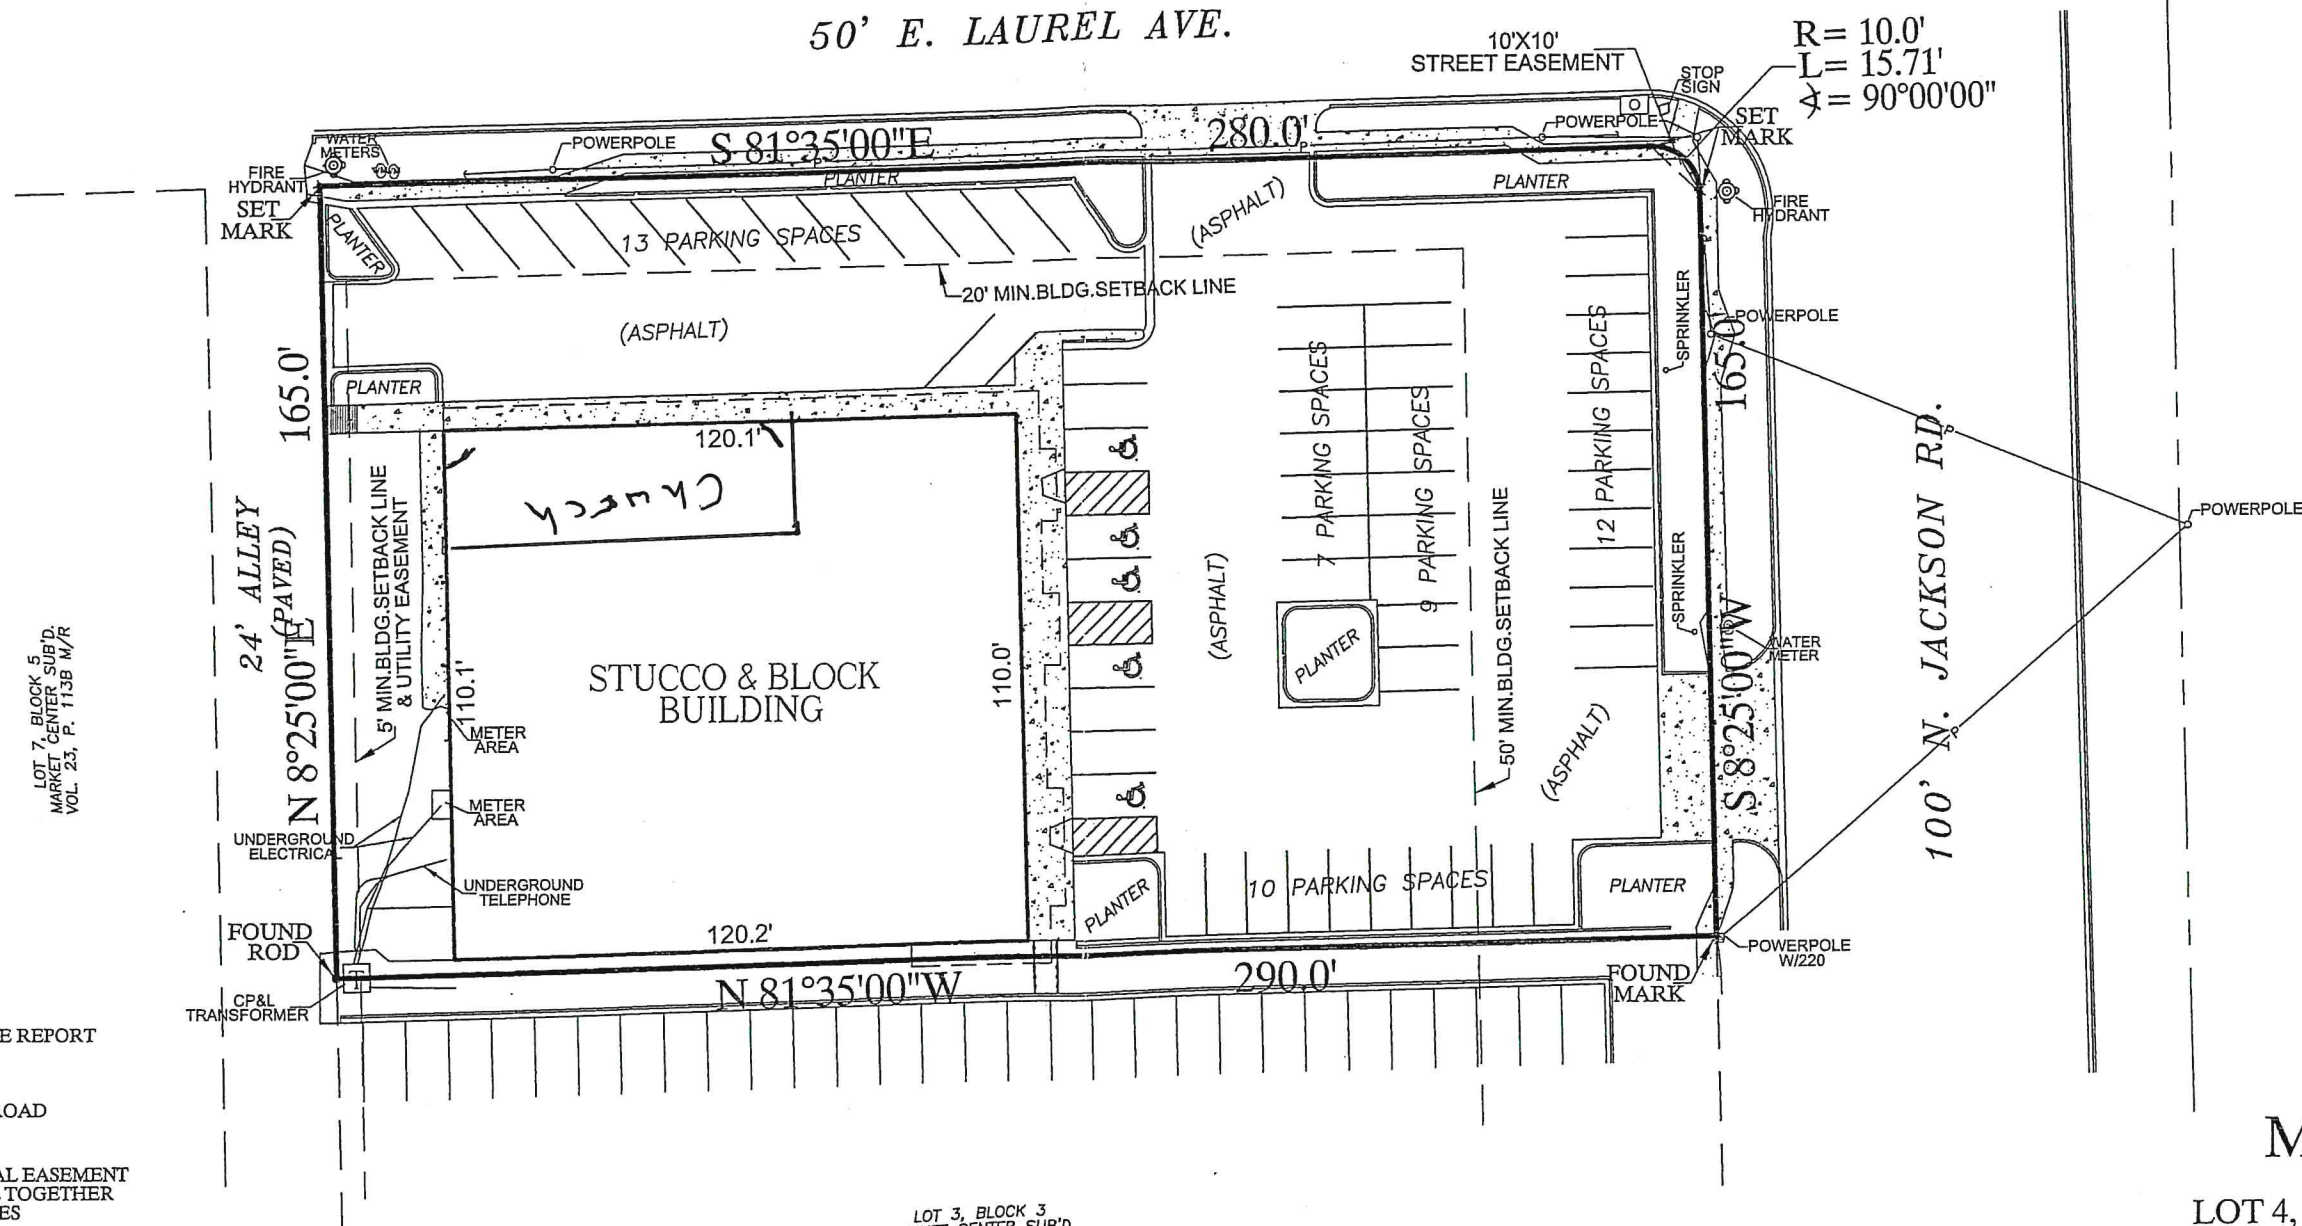 50' E. LAUREL AVE.
10'X10'
STREET EASEMENT
STOP
SIGN
R= 10.0'
L= 15.71'
∢= 90°00'00"
SET
MARK
POWERPOLE
WATER
METERS
POWERPOLE
S 81°35'00"E
280.0'
FIRE
HYDRANT
SET
MARK
PLANTER
PLANTER
FIRE
HYDRANT
PLANTER
13 PARKING SPACES
(ASPHALT)
20' MIN.BLDG.SETBACK LINE
(ASPHALT)
SPRINKLER
POWERPOLE
165.0'
165.0'
PLANTER
120.1'
Church
7 PARKING SPACES
9 PARKING SPACES
12 PARKING SPACES
100' N. JACKSON RD.
POWERPOLE
24' ALLEY
(PAVED)
N 8°25'00"E
5' MIN.BLDG.SETBACK LINE
& UTILITY EASEMENT
110.1'
STUCCO & BLOCK
BUILDING
110.0'
(ASPHALT)
PLANTER
50' MIN.BLDG.SETBACK LINE
SPRINKLER
WATER
METER
S 8°25'00"W
(ASPHALT)
LOT 7, BLOCK 5
MARKET CENTER SUB'D.
VOL. 23, P. 113B M/R
METER
AREA
METER
AREA
UNDERGROUND
ELECTRICAL
UNDERGROUND
TELEPHONE
PLANTER
10 PARKING SPACES
PLANTER
FOUND
ROD
120.2'
N 81°35'00"W
290.0'
FOUND
MARK
POWERPOLE
W/220
CP&L
TRANSFORMER
E REPORT
OAD
AL EASEMENT
TOGETHER
ES
LOT 3, BLOCK 3
CENTER SUB'D
M
LOT 4,